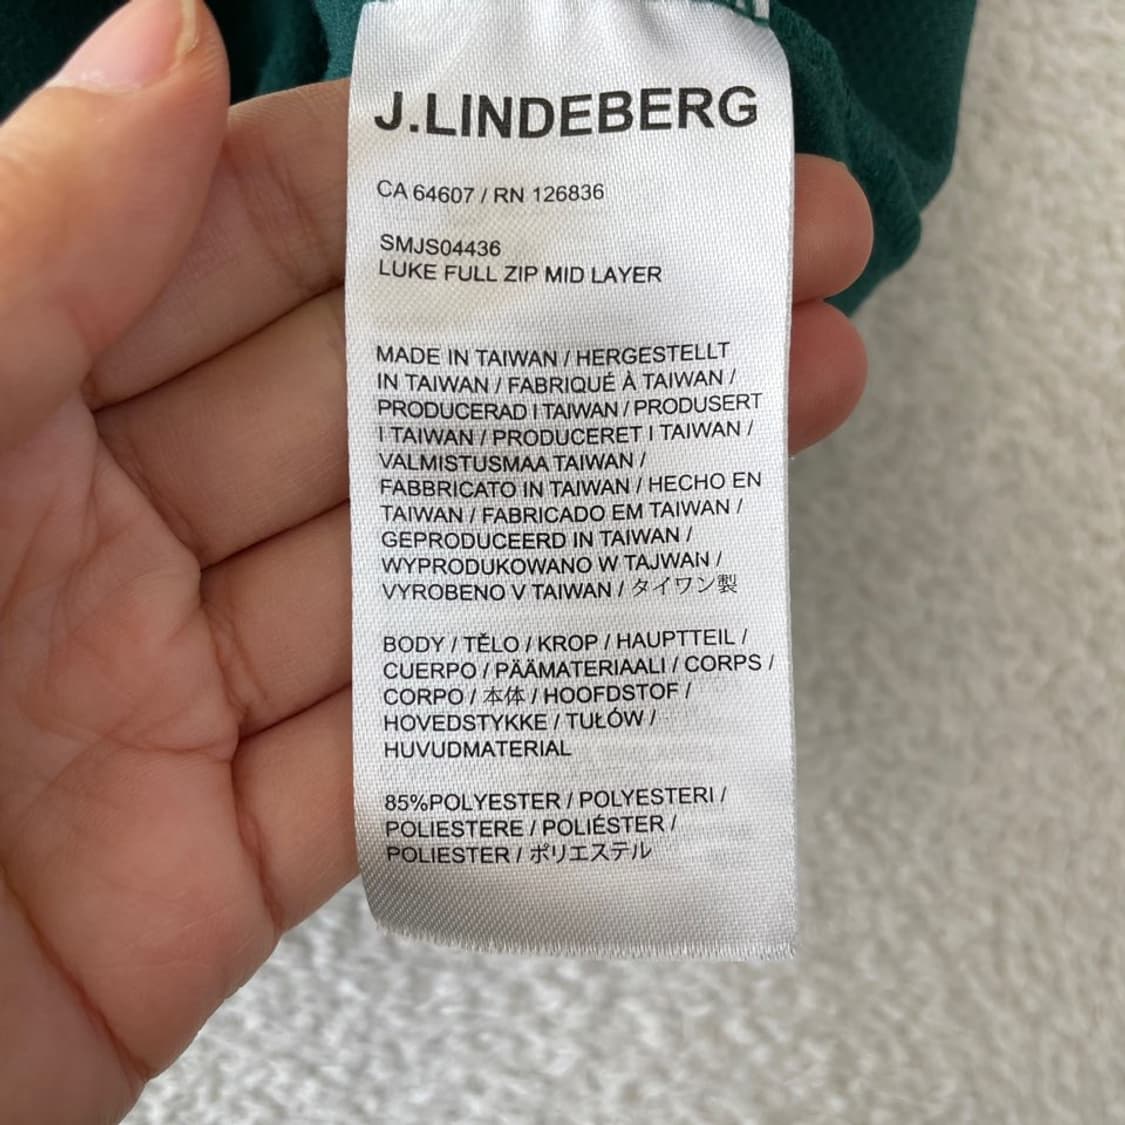 J.LINDEBERG
CA 64607 / RN 126836
SMJS04436
LUKE FULL ZIP MID LAYER
MADE IN TAIWAN / HERGESTELLT
IN TAIWAN / FABRIQUÉ À TAIWAN /
PRODUCERAD I TAIWAN / PRODUSERT
I TAIWAN / PRODUCERET I TAIWAN /
VALMISTUSMAA TAIWAN /
FABBRICATO IN TAIWAN / HECHO EN
TAIWAN / FABRICADO EM TAIWAN /
GEPRODUCEERD IN TAIWAN /
WYPRODUKOWANO W TAJWAN /
VYROBENO V TAIWAN / タイワン製
BODY / TĚLO / KROP / HAUPTTEIL /
CUERPO / PÄÄMATERIAALI / CORPS /
CORPO / 本体 / HOOFDSTOF /
HOVEDSTYKKE / TUŁÓW /
HUVUDMATERIAL
85%POLYESTER / POLYESTERI /
POLIESTERE / POLIÉSTER /
POLIESTER / ポリエステル